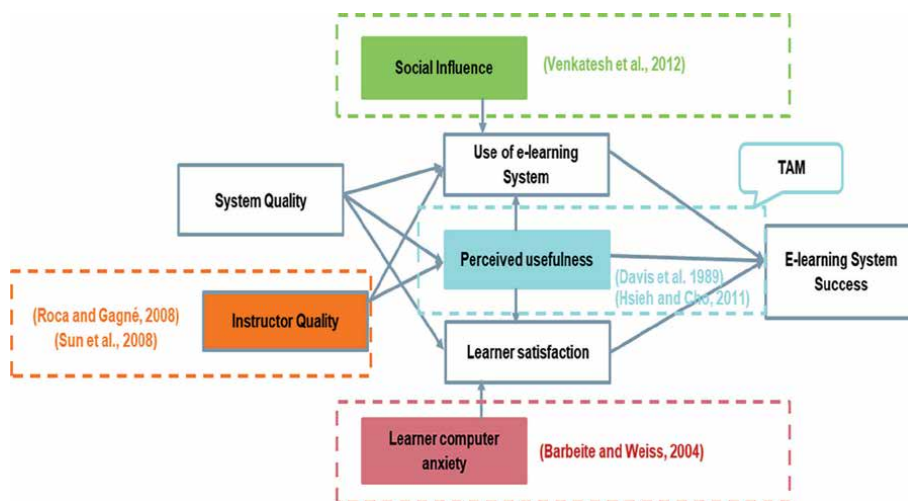 Social Influence
(Venkatesh et al., 2012)
Use of e-learning
System
TAM
System Quality
Perceived usefulness
(Davis et al. 1989)
(Hsieh and Cho, 2011)
E-learning System
Success
(Roca and Gagné, 2008)
(Sun et al., 2008)
Instructor Quality
Learner satisfaction
Learner computer
anxiety
(Barbeite and Weiss, 2004)